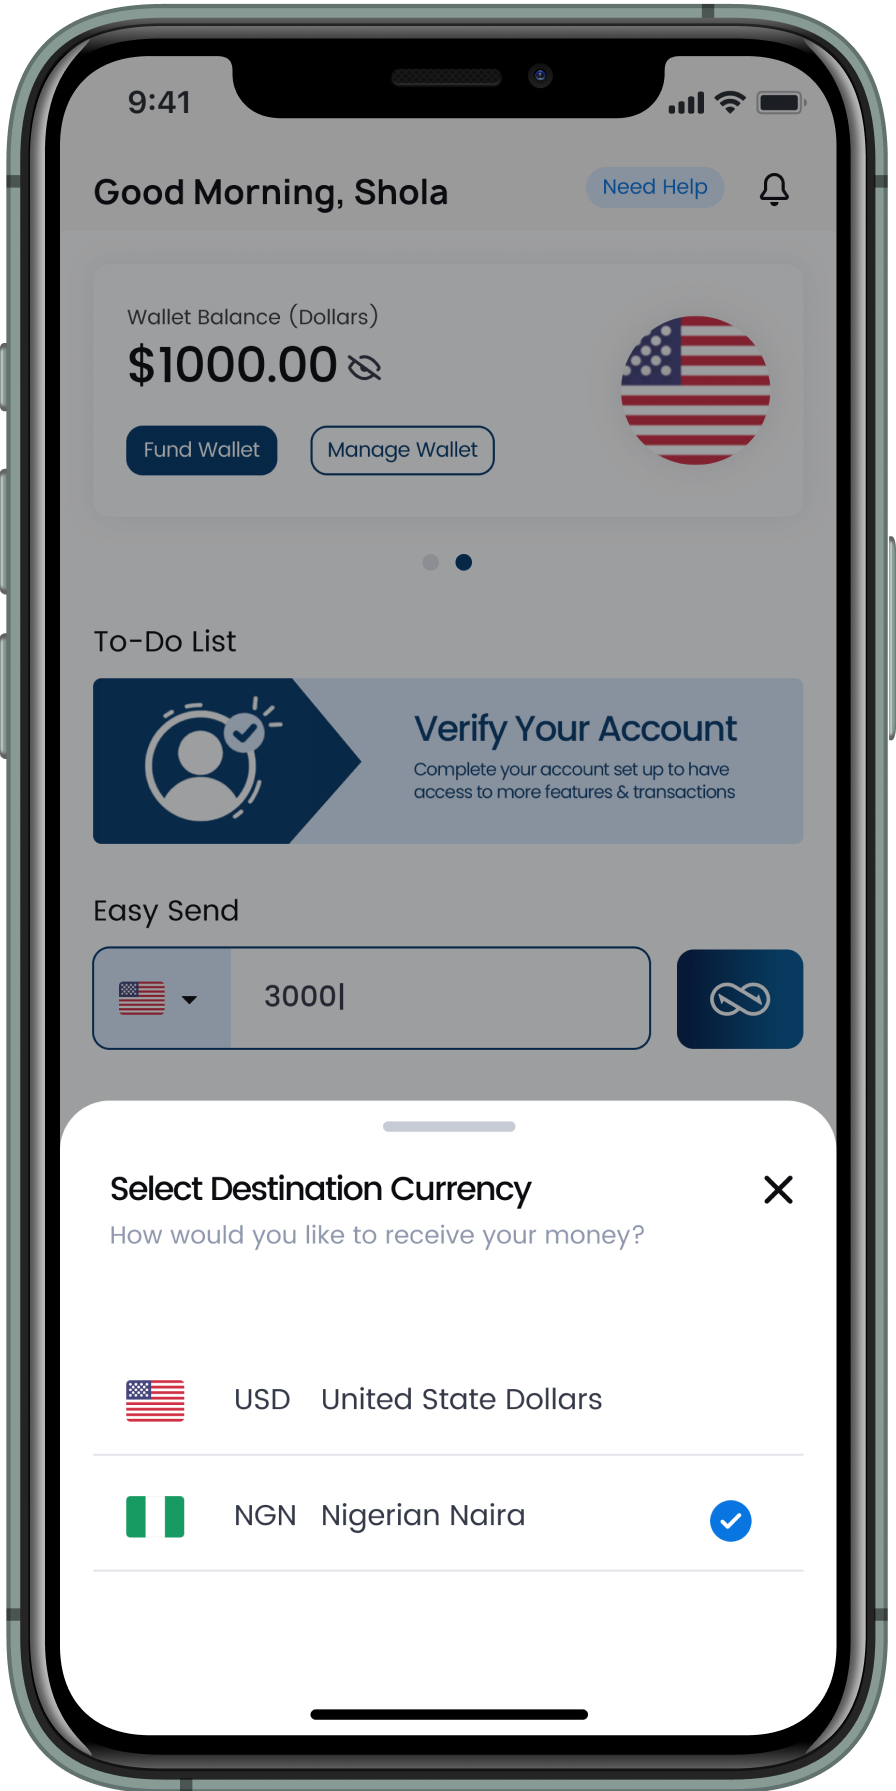 9:41
Good Morning, Shola
Need Help
Wallet Balance (Dollars)
$1000.00
Fund Wallet
Manage Wallet
To-Do List
Verify Your Account
Complete your account set up to have
access to more features & transactions
Easy Send
3000
Select Destination Currency
How would you like to receive your money?
USD United State Dollars
NGN Nigerian Naira